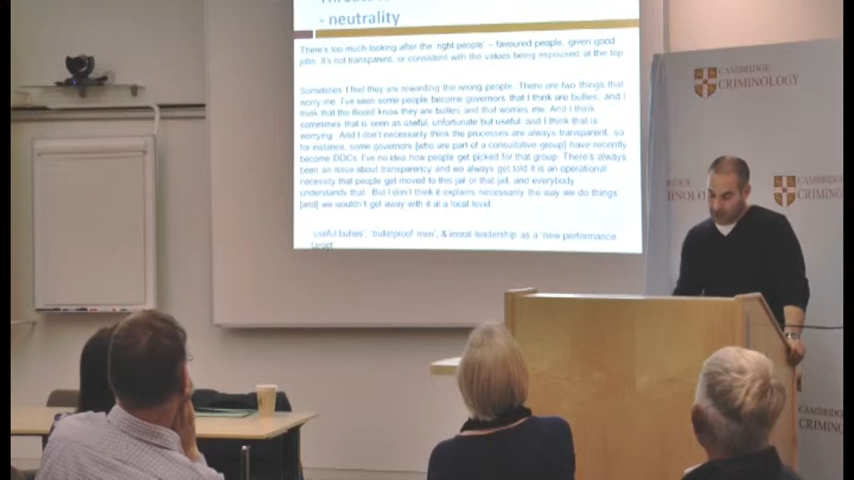 - neutrality
There's too much looking after the 'right people' – favoured people, given good
jobs. It's not transparent, or consistent with the values being espoused at the top.
Sometimes I feel they are rewarding the wrong people. There are two things that
worry me. I've seen some people become governors that I think are bullies, and I
think that the Board know they are bullies and that worries me. And I think
sometimes that is seen as useful, unfortunate but useful, and I think that is
worrying. And I don't necessarily think the processes are always transparent, so
for instance, some governors [who are part of a consultative group] have recently
become DDCs. I've no idea how people get picked for that group. There's always
been an issue about transparency and we always get told it is an operational
necessity that people get moved to this jail or that jail, and everybody
understands that. But I don't think it explains necessarily the way we do things,
[and] we wouldn't get away with it at a local level.
'useful bullies', 'bulletproof men', & moral leadership as a 'new performance
target'
CAMBRIDGE
CRIMINOLOGY
BRIDGE
MINOLO
CAMBRID
CRIMINO
CAMBRID
CRIMIN